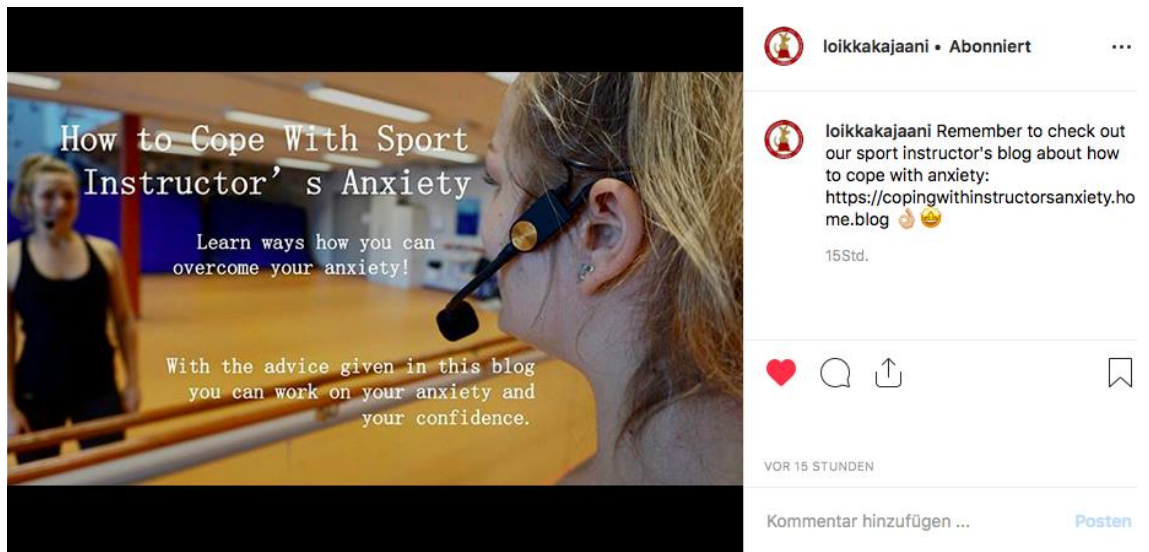 How to Cope With Sport
Instructor's Anxiety
Learn ways how you can
overcome your anxiety!
With the advice given in this blog
you can work on your anxiety and
your confidence.
loikkakajaani • Abonniert
loikkakajaani Remember to check out
our sport instructor's blog about how
to cope with anxiety:
https://copingwithinstructorsanxiety.ho
me.blog 👌🏼🤩
15Std.
VOR 15 STUNDEN
Kommentar hinzufügen ... Posten